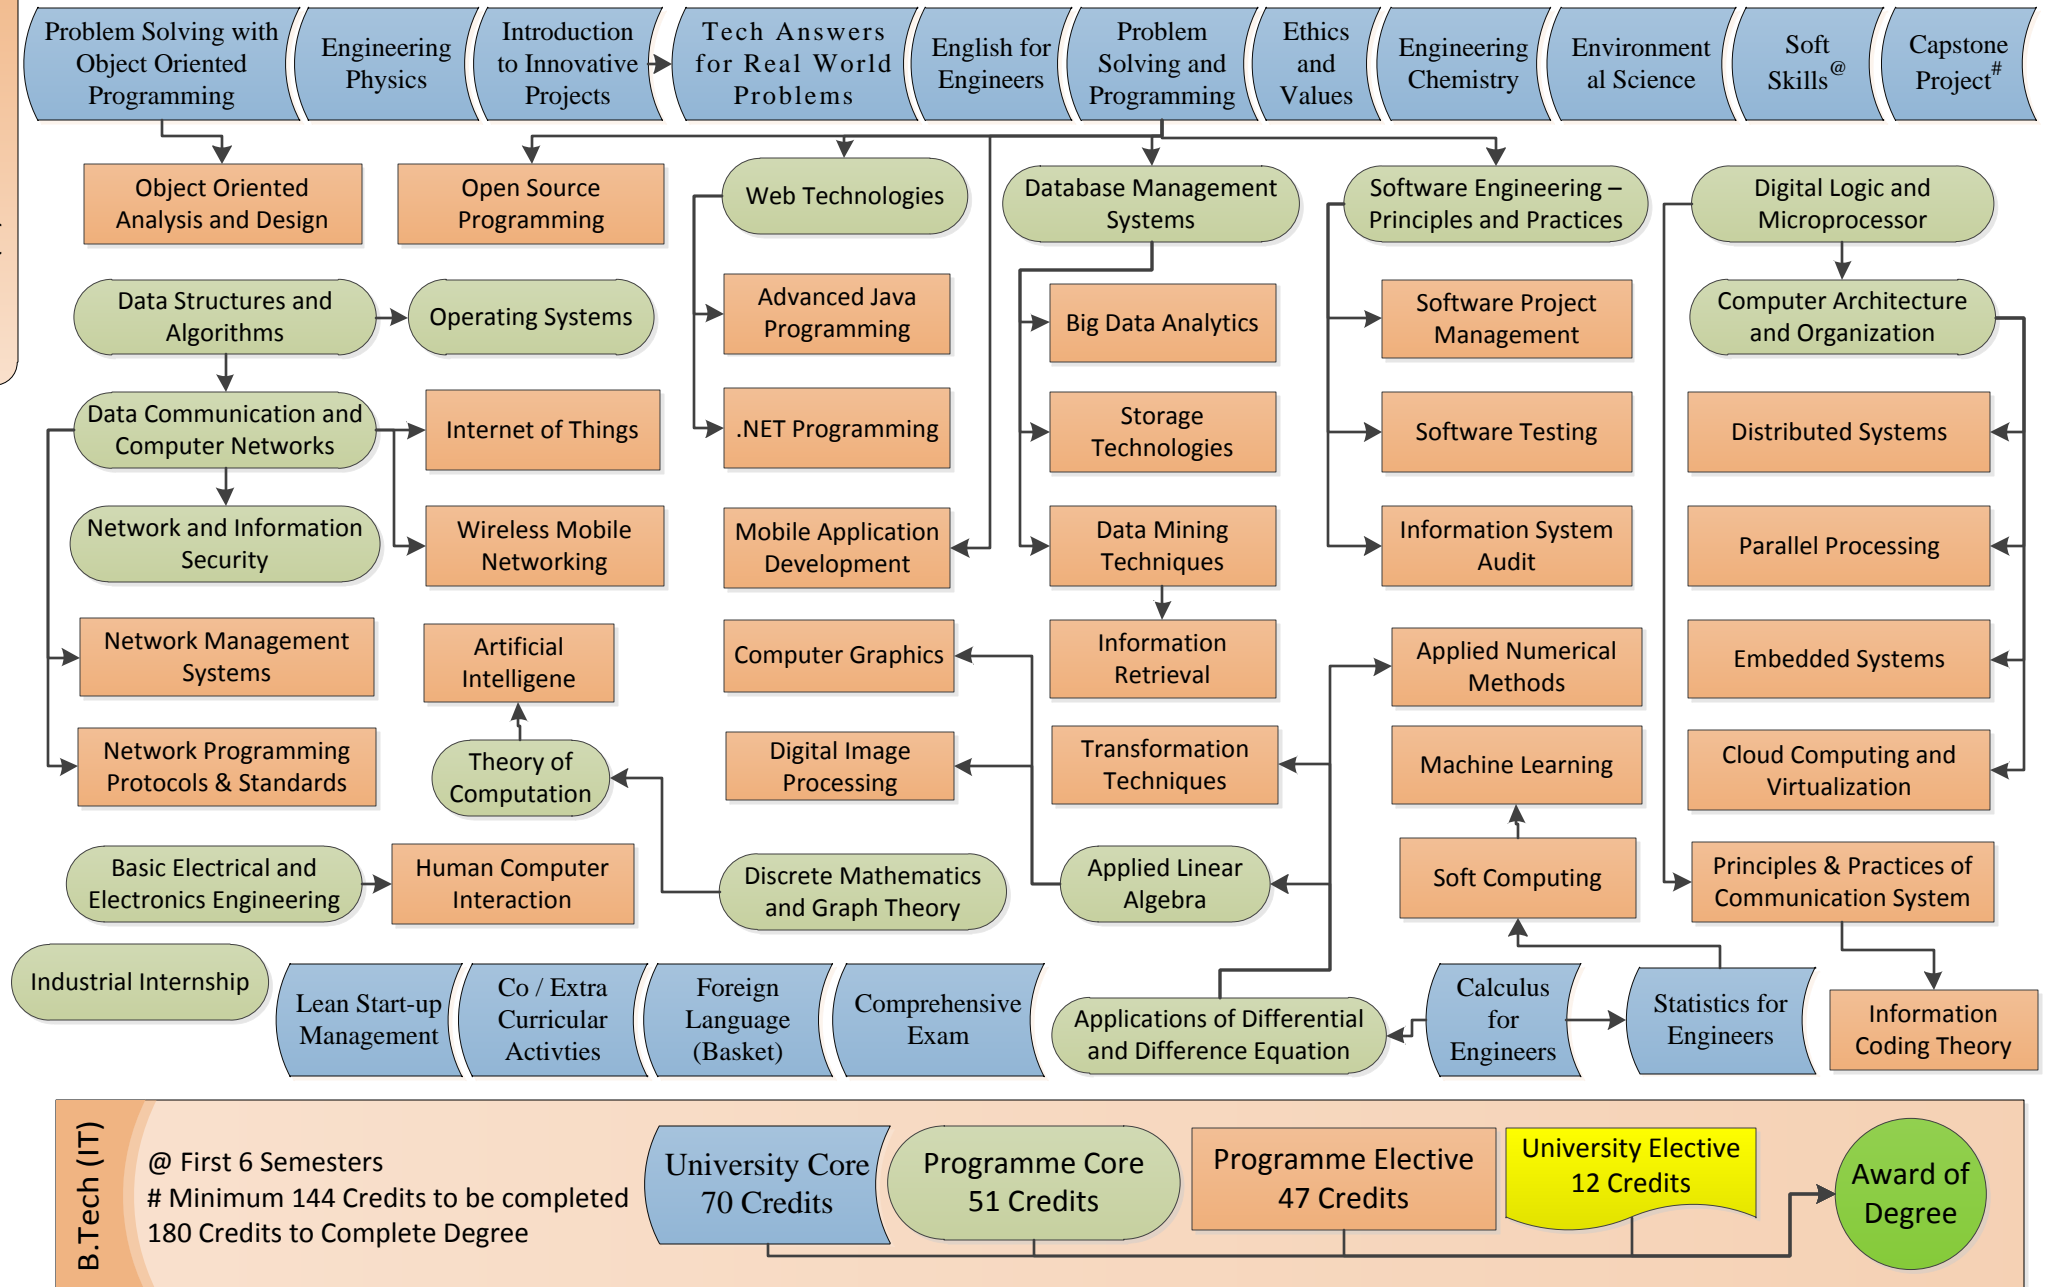 Problem Solving with
Object Oriented
Programming
Engineering
Physics
Introduction
to Innovative
Projects
Tech Answers
for Real World
Problems
English for
Engineers
Problem
Solving and
Programming
Ethics
and
Values
Engineering
Chemistry
Environment
al Science
Soft
Skills@
Capstone
Project#
Object Oriented
Analysis and Design
Open Source
Programming
Web Technologies
Database Management
Systems
Software Engineering –
Principles and Practices
Digital Logic and
Microprocessor
Data Structures and
Algorithms
Operating Systems
Advanced Java
Programming
Big Data Analytics
Software Project
Management
Computer Architecture
and Organization
Data Communication and
Computer Networks
Internet of Things
.NET Programming
Storage
Technologies
Software Testing
Distributed Systems
Network and Information
Security
Wireless Mobile
Networking
Mobile Application
Development
Data Mining
Techniques
Information System
Audit
Parallel Processing
Network Management
Systems
Artificial
Intelligene
Computer Graphics
Information
Retrieval
Applied Numerical
Methods
Embedded Systems
Network Programming
Protocols & Standards
Theory of
Computation
Digital Image
Processing
Transformation
Techniques
Machine Learning
Cloud Computing and
Virtualization
Basic Electrical and
Electronics Engineering
Human Computer
Interaction
Discrete Mathematics
and Graph Theory
Applied Linear
Algebra
Soft Computing
Principles & Practices of
Communication System
Industrial Internship
Lean Start-up
Management
Co / Extra
Curricular
Activties
Foreign
Language
(Basket)
Comprehensive
Exam
Applications of Differential
and Difference Equation
Calculus
for
Engineers
Statistics for
Engineers
Information
Coding Theory
B.Tech (IT)
@ First 6 Semesters
# Minimum 144 Credits to be completed
180 Credits to Complete Degree
University Core
70 Credits
Programme Core
51 Credits
Programme Elective
47 Credits
University Elective
12 Credits
Award of
Degree